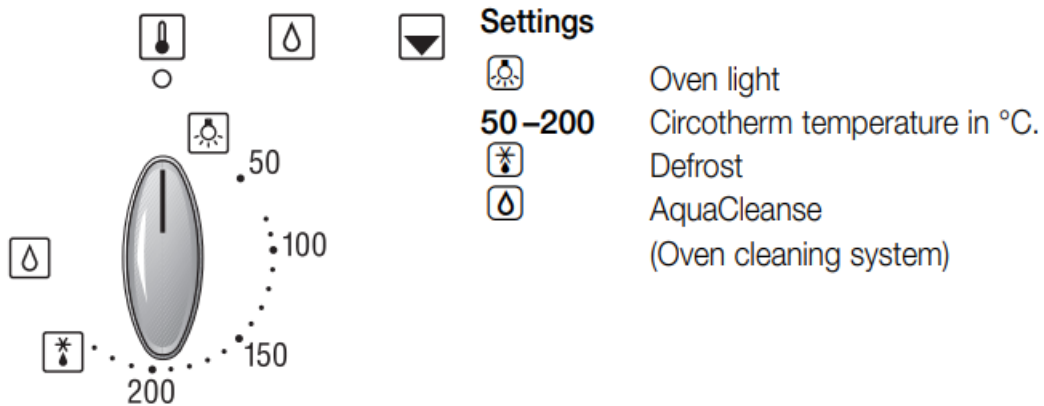 Settings
Oven light
50–200 Circotherm temperature in °C.
Defrost
AquaCleanse
(Oven cleaning system)
50
100
150
200